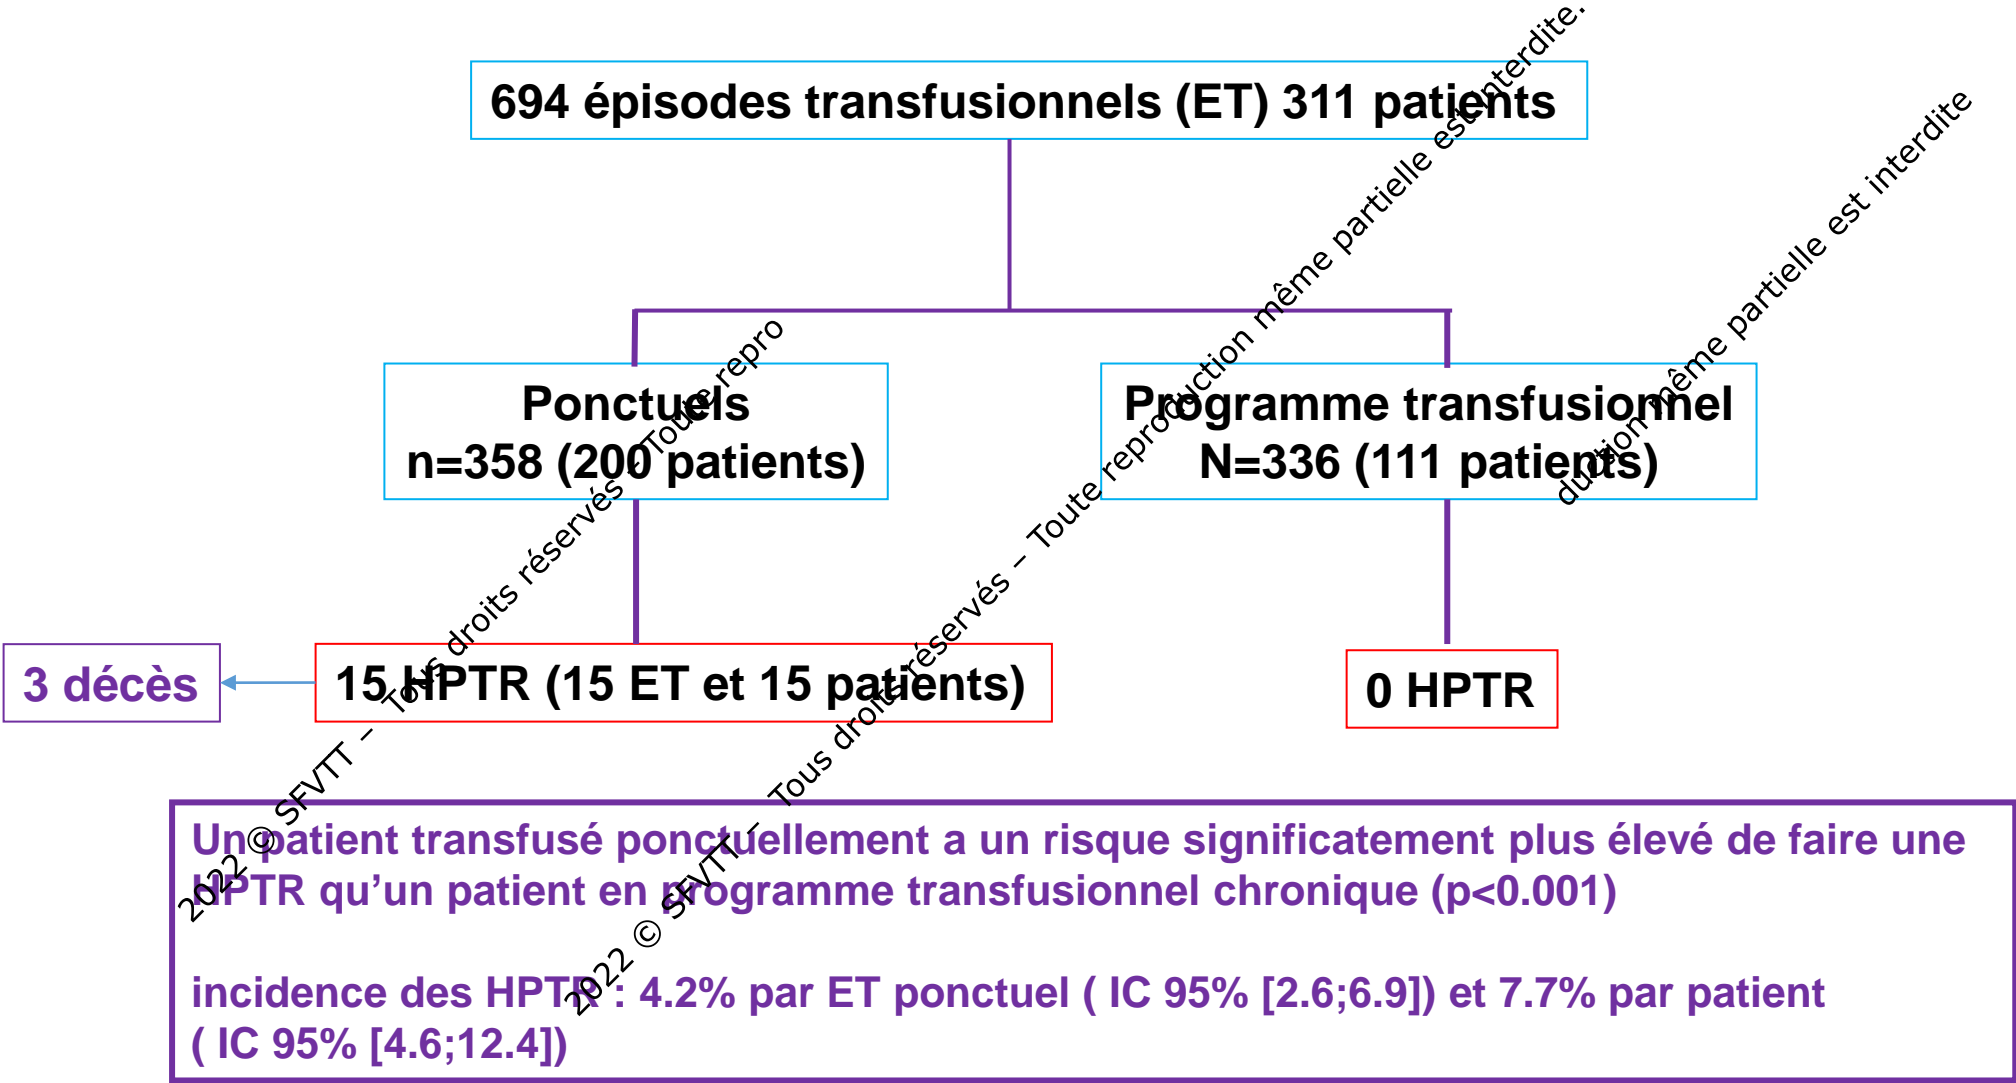 694 épisodes transfusionnels (ET) 311 patients
Ponctuels
n=358 (200 patients)
Programme transfusionnel
N=336 (111 patients)
3 décès
15 HPTR (15 ET et 15 patients)
0 HPTR
Un patient transfusé ponctuellement a un risque significatement plus élevé de faire une
HPTR qu'un patient en programme transfusionnel chronique (p<0.001)
incidence des HPTR : 4.2% par ET ponctuel ( IC 95% [2.6;6.9]) et 7.7% par patient
( IC 95% [4.6;12.4])
2022 © SFVTT – Tous droits réservés – Toute repro
duction même partielle est interdite
2022 © SFVTT – Tous droits réservés – Toute reproduction même partielle est interdite.